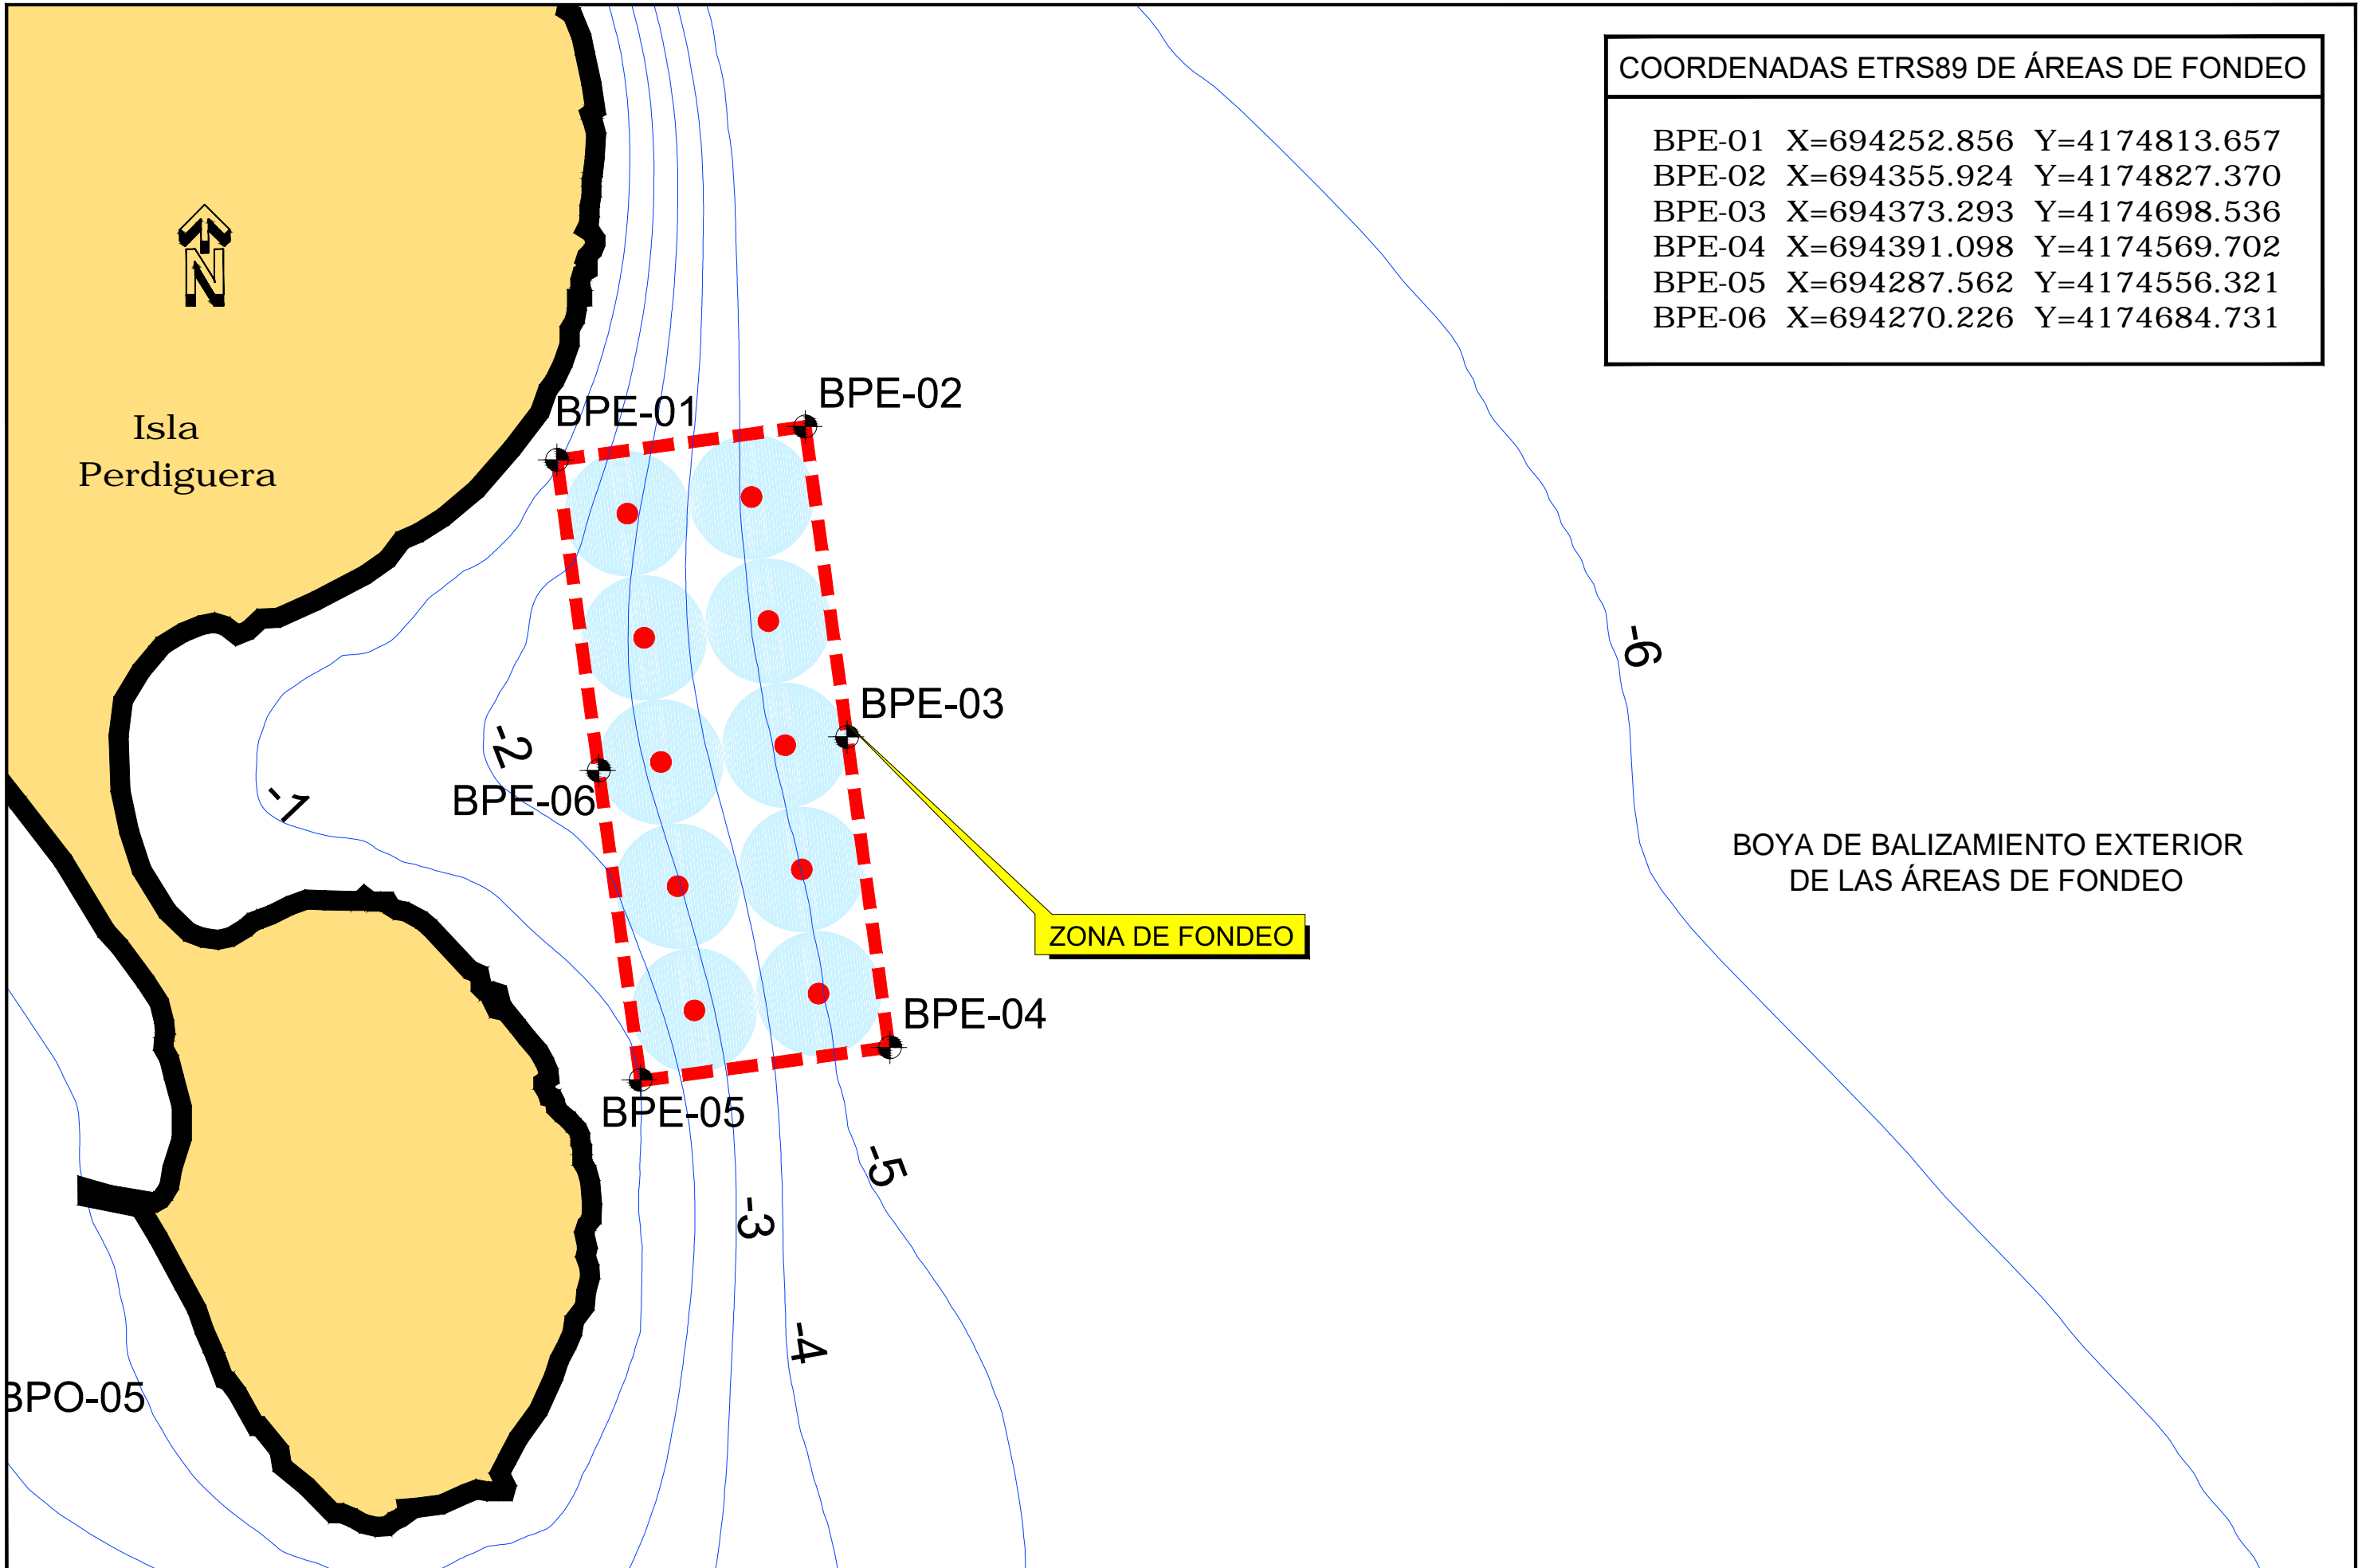 COORDENADAS ETRS89 DE ÁREAS DE FONDEO
BPE-01 X=694252.856 Y=4174813.657
BPE-02 X=694355.924 Y=4174827.370
BPE-03 X=694373.293 Y=4174698.536
BPE-04 X=694391.098 Y=4174569.702
BPE-05 X=694287.562 Y=4174556.321
BPE-06 X=694270.226 Y=4174684.731
N
Isla
Perdiguera
BPE-01
BPE-02
BPE-03
BPE-06
BPE-04
BPE-05
-1
-2
-3
-4
-5
-6
ZONA DE FONDEO
BOYA DE BALIZAMIENTO EXTERIOR
DE LAS ÁREAS DE FONDEO
BPO-05